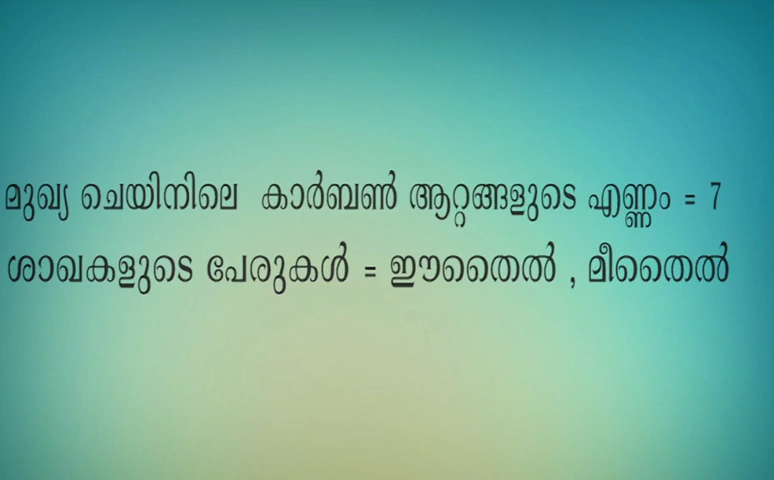 മുഖ്യ ചെയിനിലെ കാർബൺ ആറ്റങ്ങളുടെ എണ്ണം = 7
ശാഖകളുടെ പേരുകൾ = ഈതൈൽ , മീതൈൽ